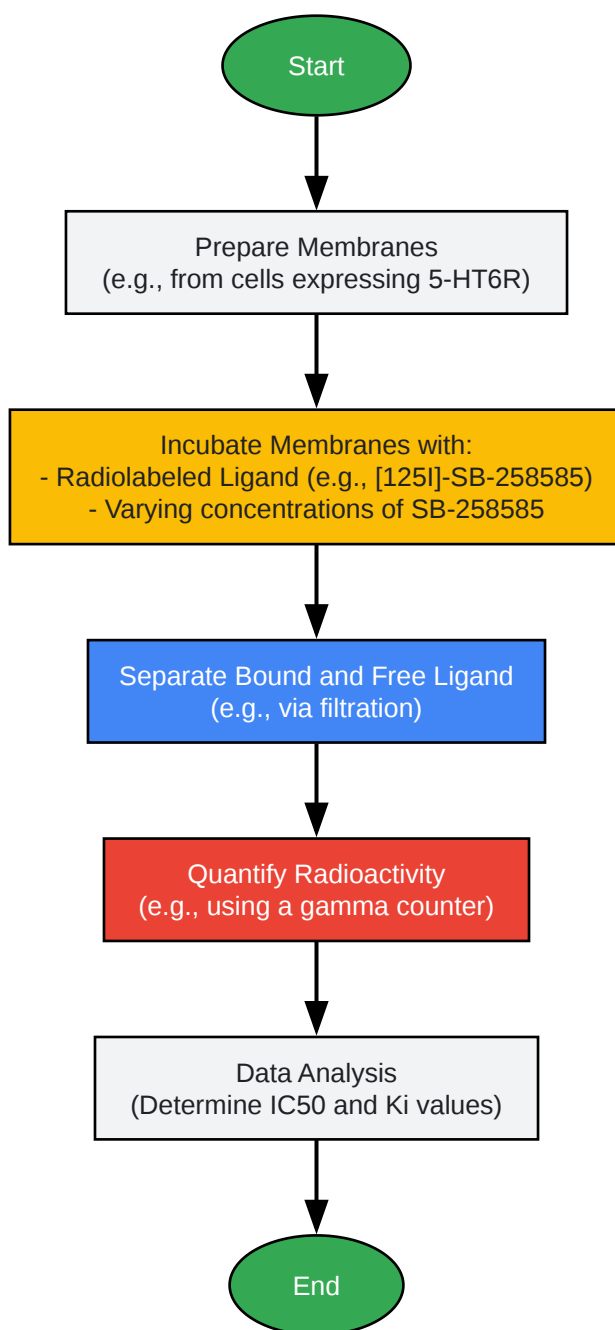 Start
Prepare Membranes
(e.g., from cells expressing 5-HT6R)
Incubate Membranes with:
- Radiolabeled Ligand (e.g., [125I]-SB-258585)
- Varying concentrations of SB-258585
Separate Bound and Free Ligand
(e.g., via filtration)
Quantify Radioactivity
(e.g., using a gamma counter)
Data Analysis
(Determine IC50 and Ki values)
End